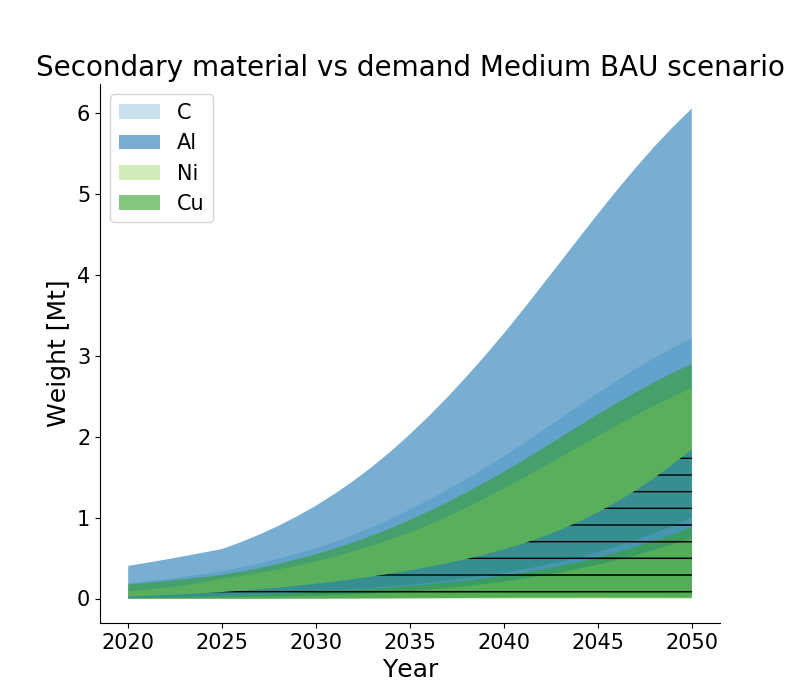 Secondary material vs demand Medium BAU scenario
C
Al
Ni
Cu
Weight [Mt]
6
5
4
3
2
1
0
2020 2025 2030 2035 2040 2045 2050
Year